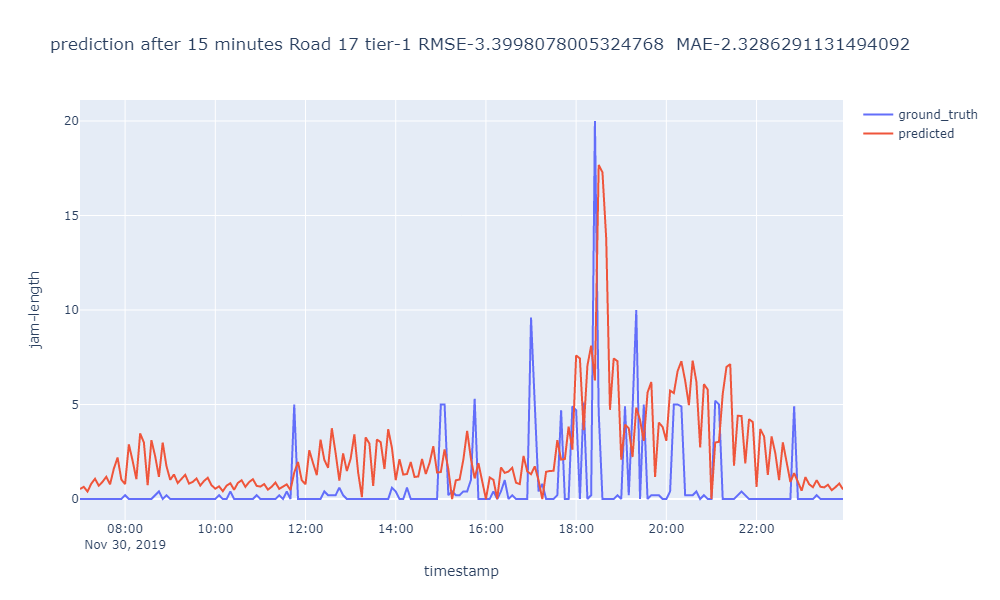 prediction after 15 minutes Road 17 tier-1 RMSE-3.3998078005324768  MAE-2.3286291131494092
ground_truth
predicted
20
15
10
5
0
jam-length
08:00 10:00 12:00 14:00 16:00 18:00 20:00 22:00
Nov 30, 2019
timestamp